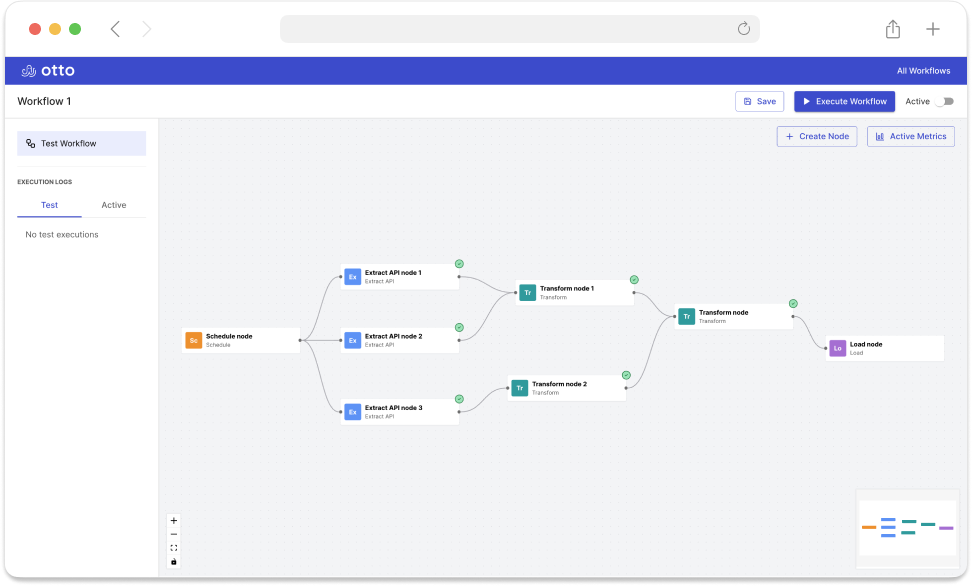 otto
All Workflows
Workflow 1
Save
Execute Workflow
Active
Test Workflow
Create Node
Active Metrics
EXECUTION LOGS
Test
Active
No test executions
Sc
Schedule node
Schedule
Ex
Extract API node 1
Extract API
Ex
Extract API node 2
Extract API
Ex
Extract API node 3
Extract API
Tr
Transform node 1
Transform
Tr
Transform node 2
Transform
Tr
Transform node
Transform
Lo
Load node
Load